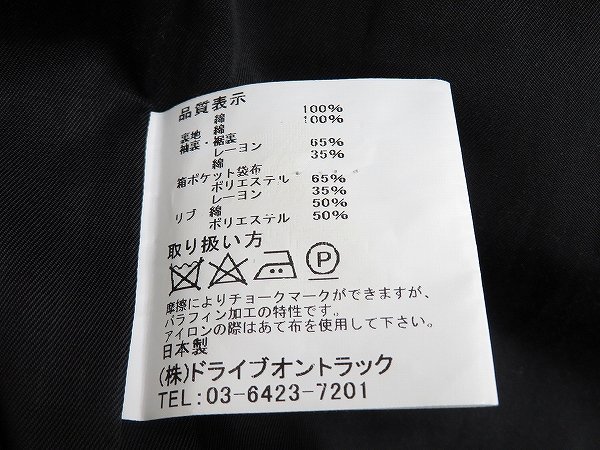 品質表示
綿 100%
裏地 綿 100%
袖裏・裾裏
レーヨン 65%
綿 35%
箱ポケット袋布
ポリエステル 65%
レーヨン 35%
リブ 綿 50%
ポリエステル 50%
取り扱い方
P
摩擦によりチョークマークができますが、
パラフィン加工の特性です。
アイロンの際はあて布を使用して下さい。
日本製
(株)ドライブオントラック
TEL:03-6423-7201